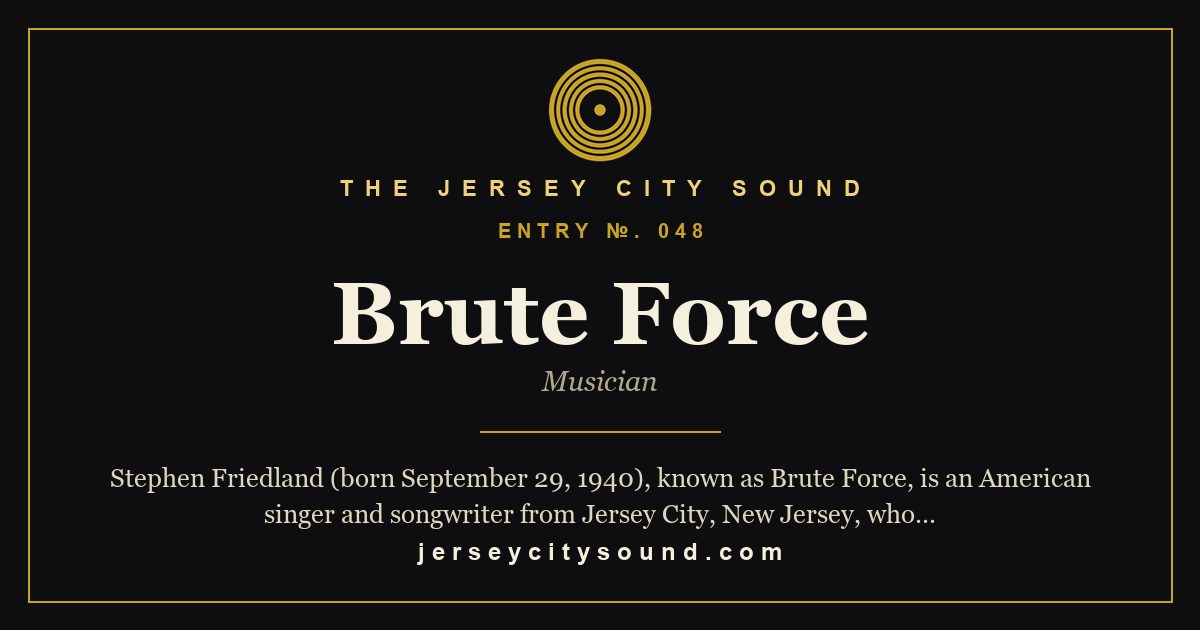 THE JERSEY CITY SOUND
ENTRY №. 048
Brute Force
Musician
Stephen Friedland (born September 29, 1940), known as Brute Force, is an American
singer and songwriter from Jersey City, New Jersey, who...
jerseycitysound.com